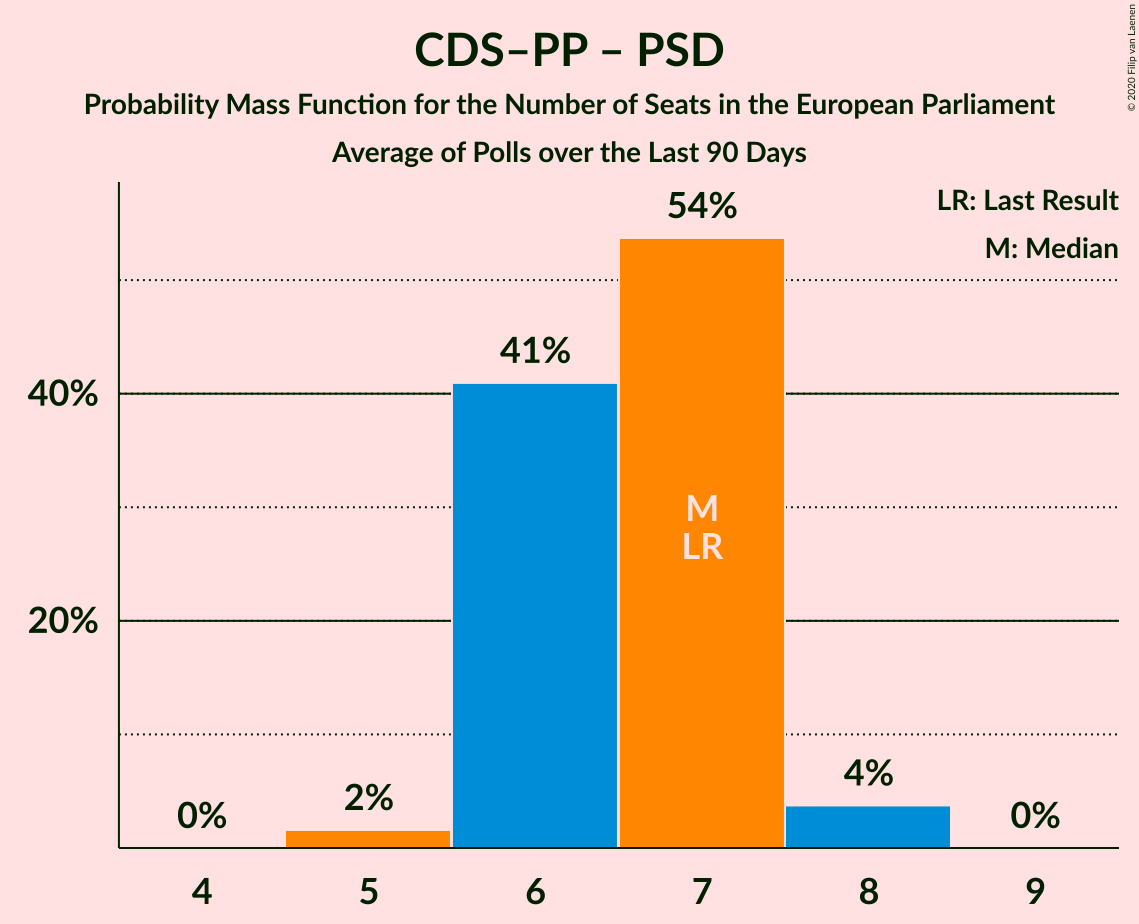 CDS–PP – PSD
Probability Mass Function for the Number of Seats in the European Parliament
Average of Polls over the Last 90 Days
© 2020 Filip van Laenen
LR: Last Result
M: Median
54%
41%
40%
M
LR
20%
4%
2%
0%
0%
4 5 6 7 8 9